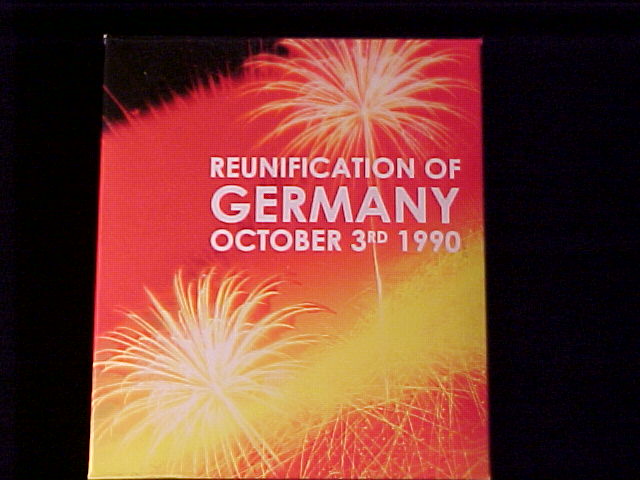 REUNIFICATION OF
GERMANY
OCTOBER 3RD 1990